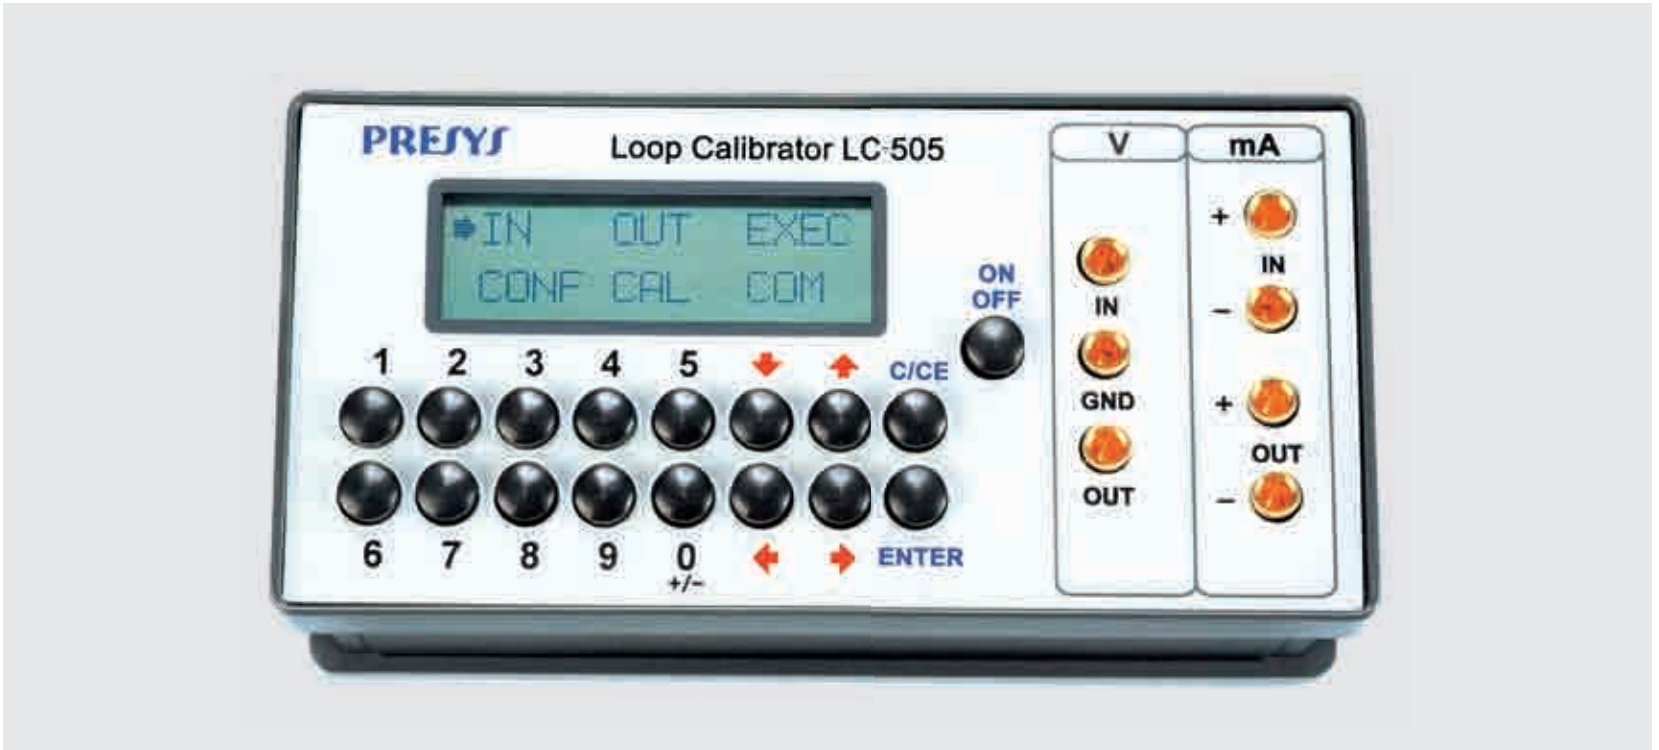 PRESYS
Loop Calibrator LC-505
IN OUT EXEC
CONF CAL COM
ON
OFF
1 2 3 4 5 C/CE
6 7 8 9 0 ENTER
+/−
V
IN
GND
OUT
mA
+
IN
−
+
OUT
−